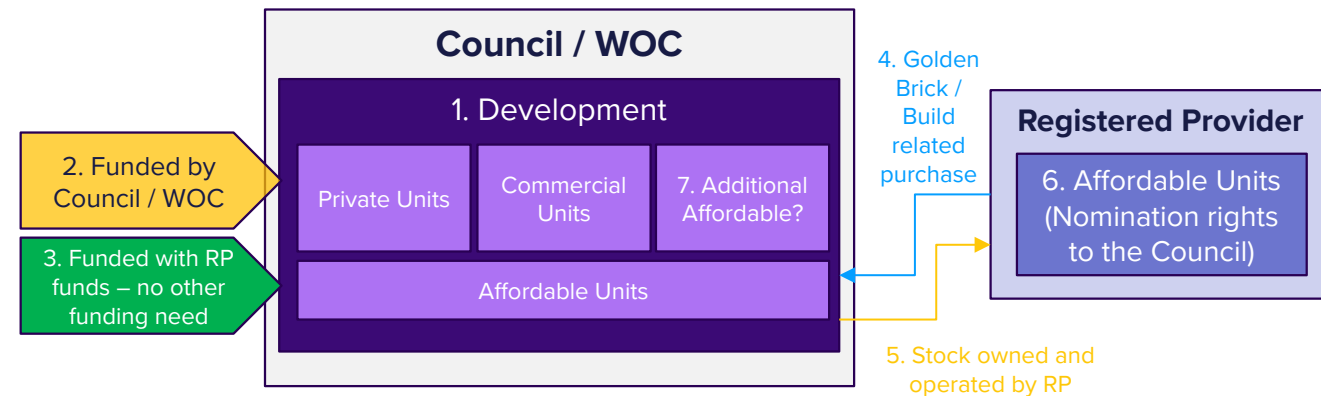 Council / WOC
1. Development
2. Funded by
Council / WOC
3. Funded with RP
funds – no other
funding need
Private Units
Commercial
Units
7. Additional
Affordable?
Affordable Units
4. Golden
Brick /
Build
related
purchase
5. Stock owned and
operated by RP
Registered Provider
6. Affordable Units
(Nomination rights
to the Council)